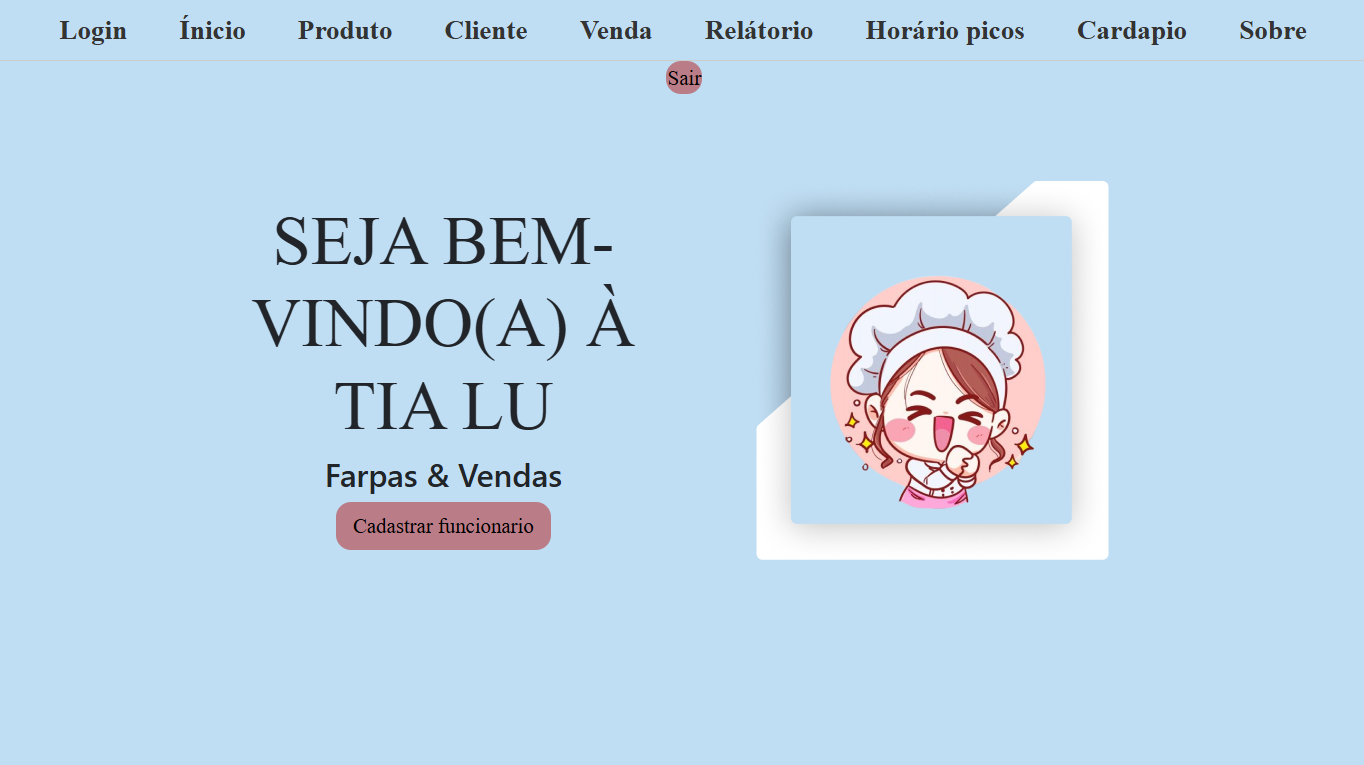 Login Ínicio Produto Cliente Venda Relátorio Horário picos Cardapio Sobre
Sair
SEJA BEM-
VINDO(A) À
TIA LU
Farpas & Vendas
Cadastrar funcionario